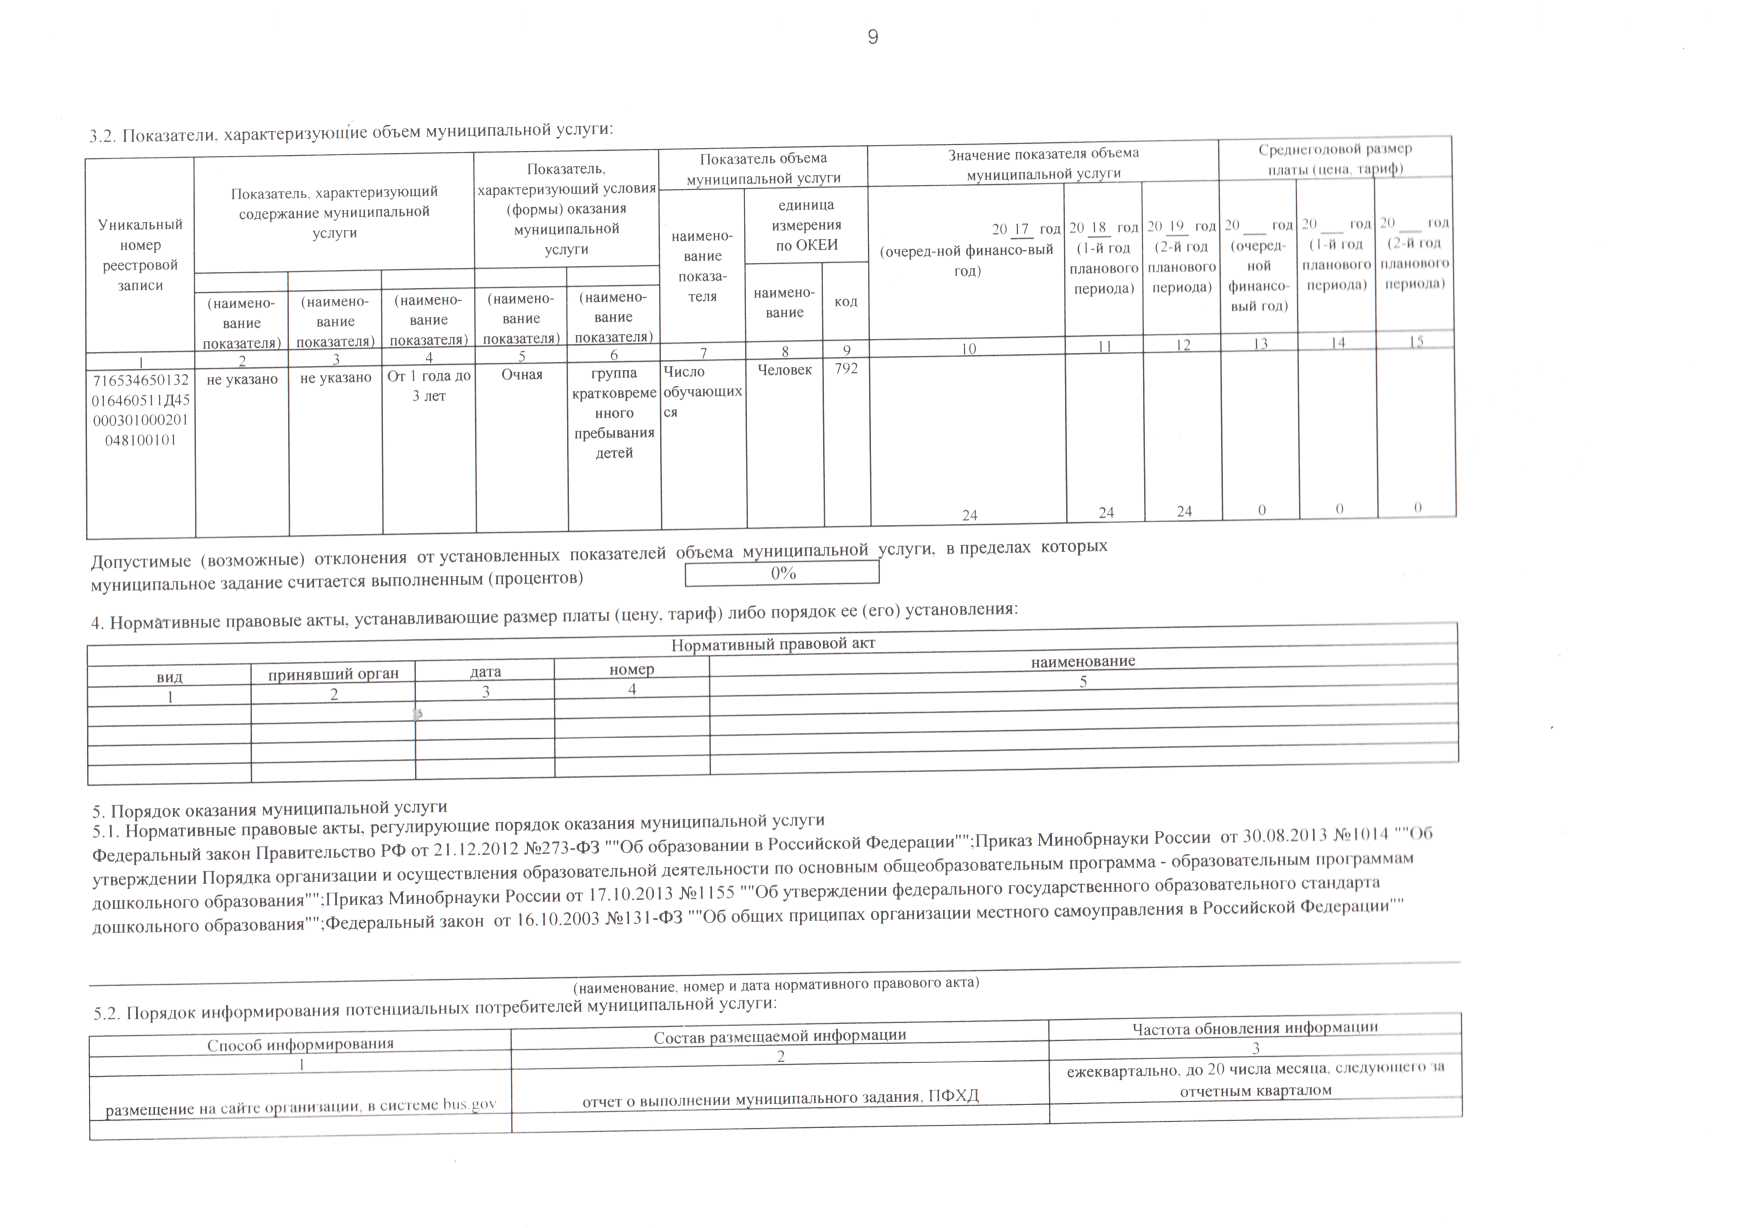 9
3.2. Показатели, характеризующие объем муниципальной услуги:
Уникальный
номер
реестровой
записи
Показатель, характеризующий
содержание муниципальной
услуги
Показатель,
характеризующий условия
(формы) оказания
муниципальной
услуги
Показатель объема
муниципальной услуги
Значение показателя объема
муниципальной услуги
Среднегодовой размер
платы (цена, тариф)
наимено-
вание
показа-
теля
единица
измерения
по ОКЕИ
20 17 год
(очеред-ной финансо-вый
год)
20 18 год
(1-й год
планового
периода)
20 19 год
(2-й год
планового
периода)
20 ___ год
(очеред-
ной
финансо-
вый год)
20 ___ год
(1-й год
планового
периода)
20 ___ год
(2-й год
планового
периода)
(наимено-
вание
показателя)
(наимено-
вание
показателя)
(наимено-
вание
показателя)
(наимено-
вание
показателя)
(наимено-
вание
показателя)
наимено-
вание
код
1 2 3 4 5 6 7 8 9 10 11 12 13 14 15
716534650132
016460511Д45
000301000201
048100101
не указано
не указано
От 1 года до
3 лет
Очная
группа
кратковреме
нного
пребывания
детей
Число
обучающих
ся
Человек
792
24 24 24 0 0 0
Допустимые (возможные) отклонения от установленных показателей объема муниципальной услуги, в пределах которых
муниципальное задание считается выполненным (процентов) 0%
4. Нормативные правовые акты, устанавливающие размер платы (цену, тариф) либо порядок ее (его) установления:
Нормативный правовой акт
вид принявший орган дата номер наименование
1 2 3 4 5
5. Порядок оказания муниципальной услуги
5.1. Нормативные правовые акты, регулирующие порядок оказания муниципальной услуги
Федеральный закон Правительство РФ от 21.12.2012 №273-ФЗ ""Об образовании в Российской Федерации"";Приказ Минобрнауки России от 30.08.2013 №1014 ""Об
утверждении Порядка организации и осуществления образовательной деятельности по основным общеобразовательным программа - образовательным программам
дошкольного образования"";Приказ Минобрнауки России от 17.10.2013 №1155 ""Об утверждении федерального государственного образовательного стандарта
дошкольного образования"";Федеральный закон от 16.10.2003 №131-ФЗ ""Об общих приципах организации местного самоуправления в Российской Федерации""
(наименование, номер и дата нормативного правового акта)
5.2. Порядок информирования потенциальных потребителей муниципальной услуги:
Способ информирования Состав размещаемой информации Частота обновления информации
1 2 3
размещение на сайте организации, в системе bus.gov
отчет о выполнении муниципального задания, ПФХД
ежеквартально, до 20 числа месяца, следующего за
отчетным кварталом